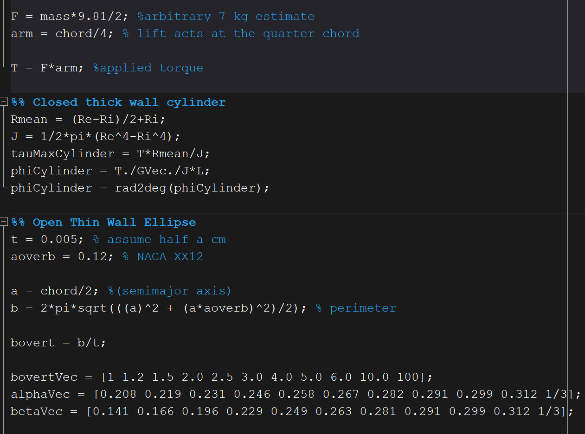 F = mass*9.81/2; %arbitrary 7 kg estimate
arm = chord/4; % lift acts at the quarter chord
T = F*arm; %applied torque
%% Closed thick wall cylinder
Rmean = (Re-Ri)/2+Ri;
J = 1/2*pi*(Re^4-Ri^4);
tauMaxCylinder = T*Rmean/J;
phiCylinder = T./GVec./J*L;
phiCylinder = rad2deg(phiCylinder);
%% Open Thin Wall Ellipse
t = 0.005; % assume half a cm
aoverb = 0.12; % NACA XX12
a = chord/2; %(semimajor axis)
b = 2*pi*sqrt(((a)^2 + (a*aoverb)^2)/2); % perimeter
bovert = b/t;
bovertVec = [1 1.2 1.5 2.0 2.5 3.0 4.0 5.0 6.0 10.0 100];
alphaVec = [0.208 0.219 0.231 0.246 0.258 0.267 0.282 0.291 0.299 0.312 1/3];
betaVec = [0.141 0.166 0.196 0.229 0.249 0.263 0.281 0.291 0.299 0.312 1/3];